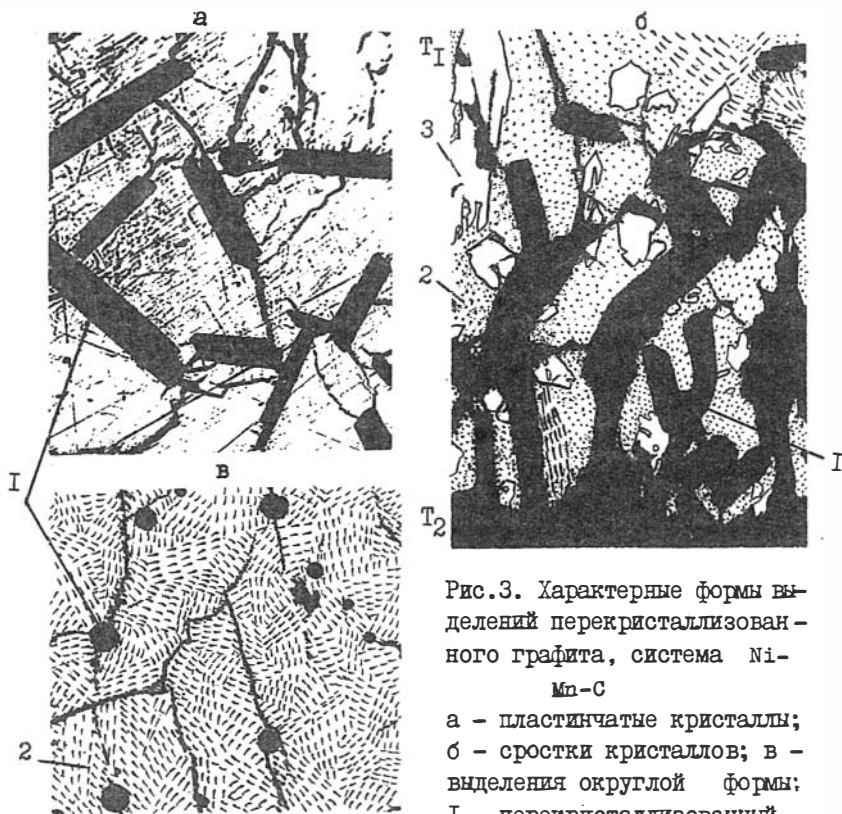 а
б
T₁
3
2
I
T₂
в
I
2
Рис.3. Характерные формы вы-
делений перекристаллизован-
ного графита, система Ni-
Mn-C
а - пластинчатые кристаллы;
б - сростки кристаллов; в -
выделения округлой формы;
I - перекристаллизованный